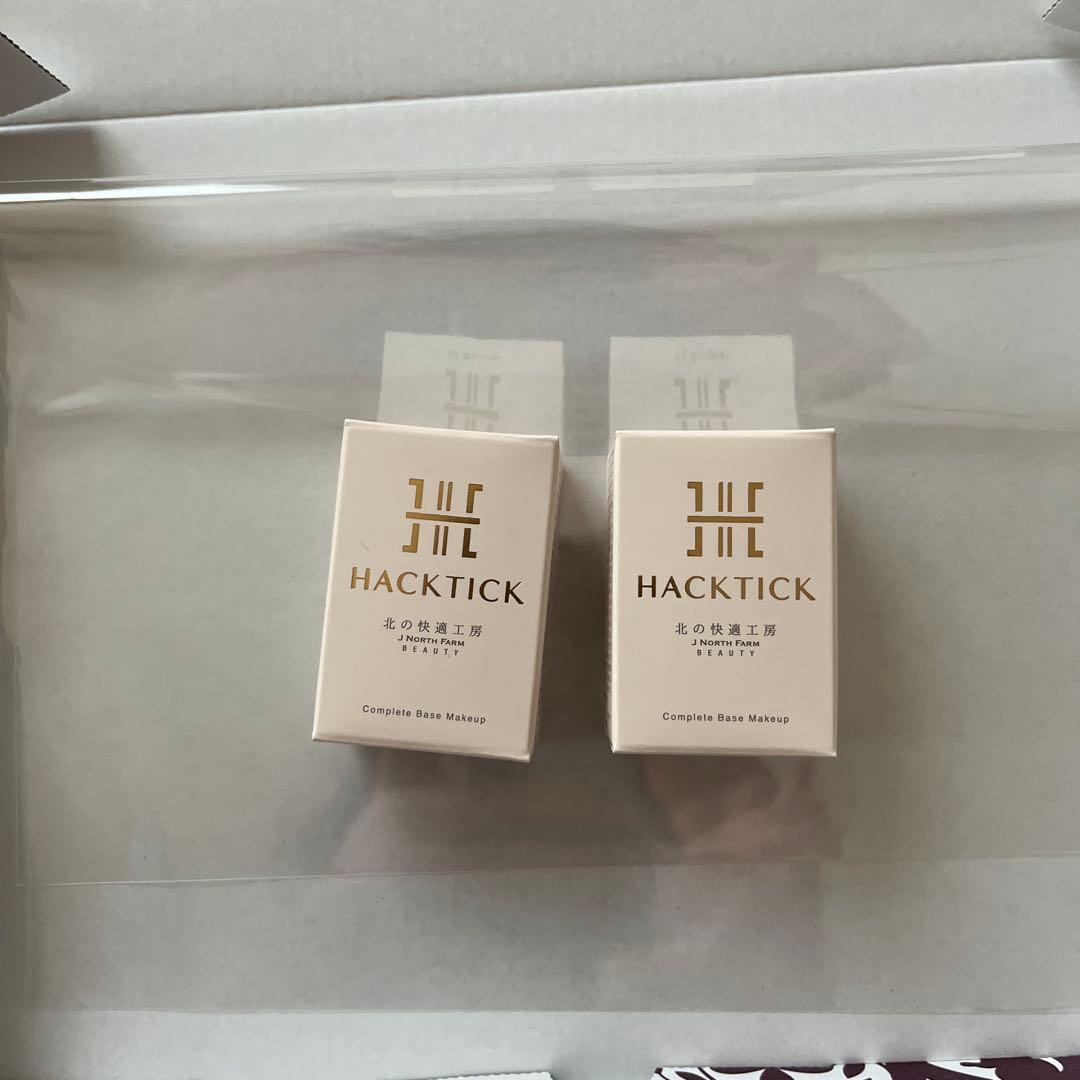 HACKTICK
北の快適工房
J NORTH FARM
BEAUTY
Complete Base Makeup
HACKTICK
北の快適工房
J NORTH FARM
BEAUTY
Complete Base Makeup